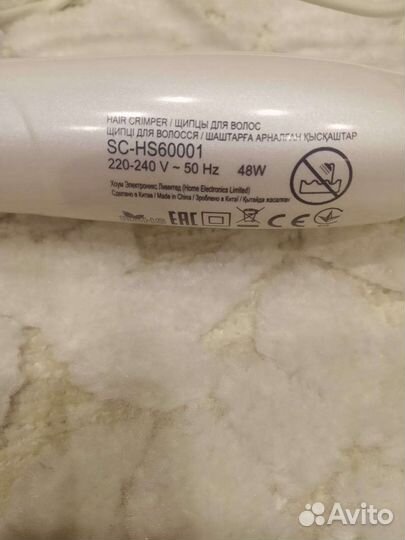 HAIR CRIMPER / ЩИПЦЫ ДЛЯ ВОЛОС
ЩИПЦІ ДЛЯ ВОЛОССЯ / ШАШТАРҒА АРНАЛҒАН ҚЫСҚАШТАР
SC-HS60001
220-240 V ~ 50 Hz 48W
Хоум Электроникс Лимитед (Home Electronics Limited)
Сделано в Китае / Made in China / Зроблено в Китаї / Қытайда жасалған
EAC CE
Avito